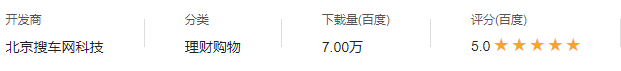 开发商 分类 下载量(百度) 评分(百度)
北京搜车网科技 理财购物 7.00万 5.0 ★★★★★